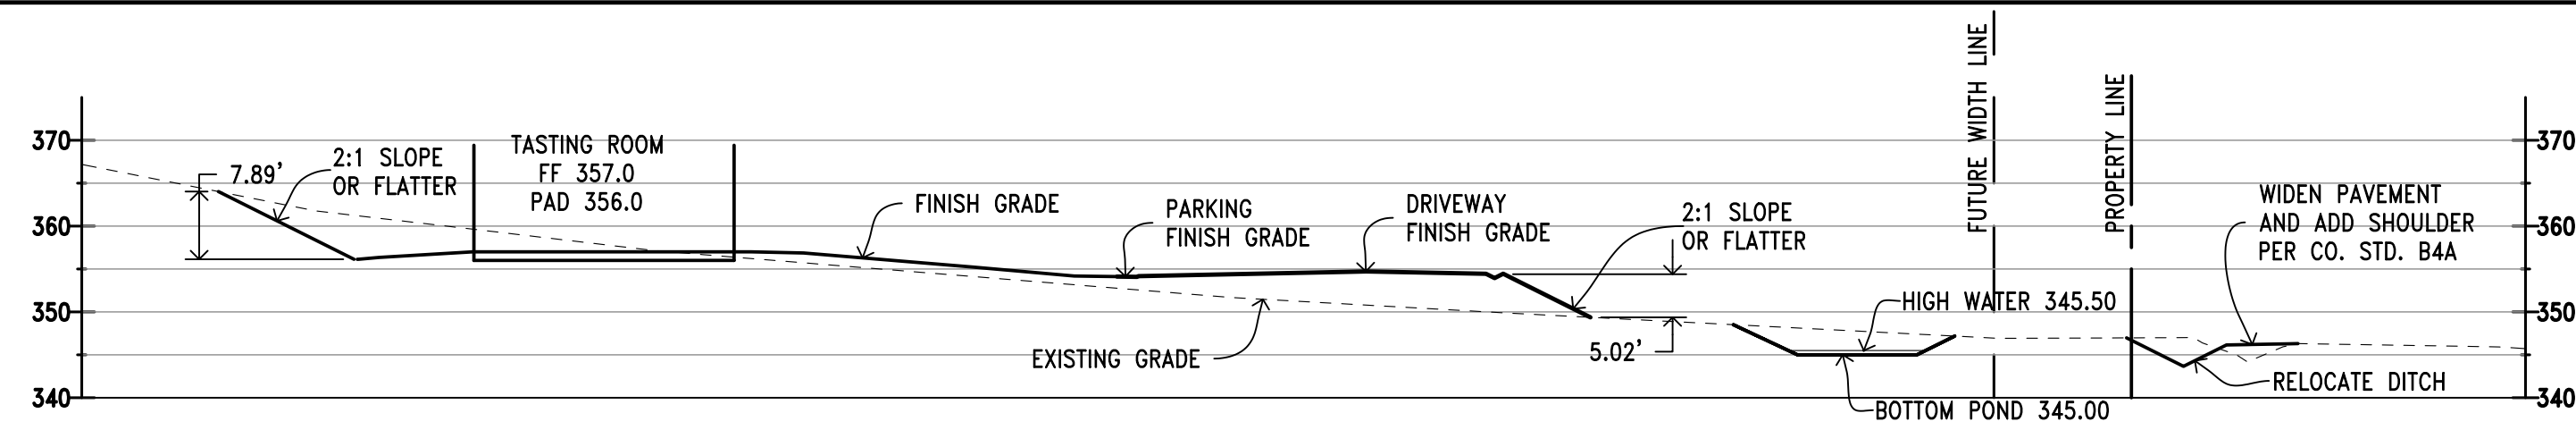 FUTURE WIDTH LINE
PROPERTY LINE
370
360
350
340
7.89'
2:1 SLOPE
OR FLATTER
TASTING ROOM
FF 357.0
PAD 356.0
FINISH GRADE
PARKING
FINISH GRADE
DRIVEWAY
FINISH GRADE
2:1 SLOPE
OR FLATTER
EXISTING GRADE
5.02'
HIGH WATER 345.50
BOTTOM POND 345.00
WIDEN PAVEMENT
AND ADD SHOULDER
PER CO. STD. B4A
RELOCATE DITCH
370
360
350
340